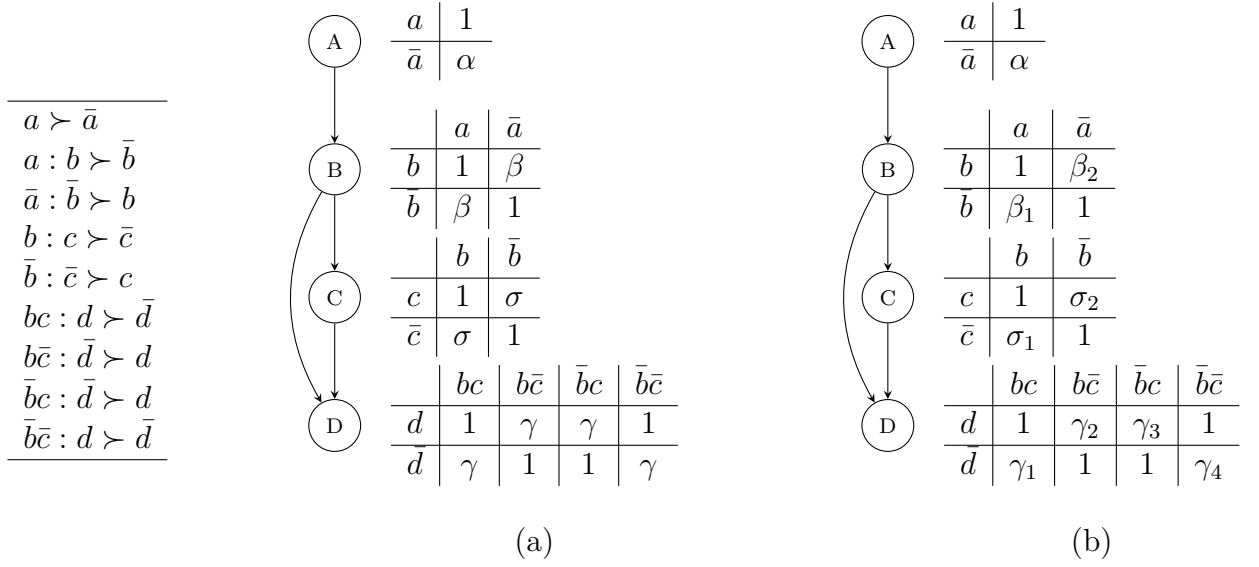 a ≻ ā
a : b ≻ b̄
ā : b̄ ≻ b
b : c ≻ c̄
b̄ : c̄ ≻ c
bc : d ≻ d̄
bc̄ : d̄ ≻ d
b̄c : d̄ ≻ d
b̄c̄ : d ≻ d̄
A
a 1
ā α
B
a ā
b 1 β
b̄ β 1
C
b b̄
c 1 σ
c̄ σ 1
D
bc bc̄ b̄c b̄c̄
d 1 γ γ 1
d̄ γ 1 1 γ
(a)
A
a 1
ā α
B
a ā
b 1 β₂
b̄ β₁ 1
C
b b̄
c 1 σ₂
c̄ σ₁ 1
D
bc bc̄ b̄c b̄c̄
d 1 γ₂ γ₃ 1
d̄ γ₁ 1 1 γ₄
(b)